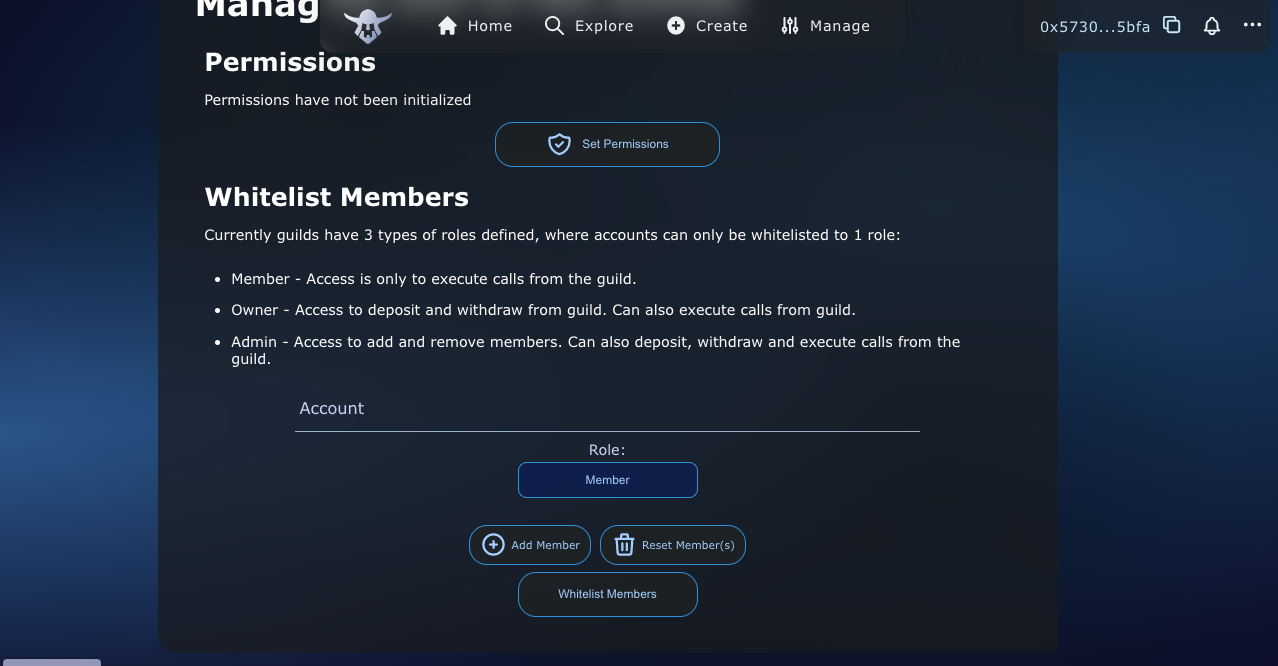 Manag
Home
Explore
Create
Manage
0x5730...5bfa
Permissions
Permissions have not been initialized
Set Permissions
Whitelist Members
Currently guilds have 3 types of roles defined, where accounts can only be whitelisted to 1 role:
Member - Access is only to execute calls from the guild.
Owner - Access to deposit and withdraw from guild. Can also execute calls from guild.
Admin - Access to add and remove members. Can also deposit, withdraw and execute calls from the
guild.
Account
Role:
Member
Add Member
Reset Member(s)
Whitelist Members